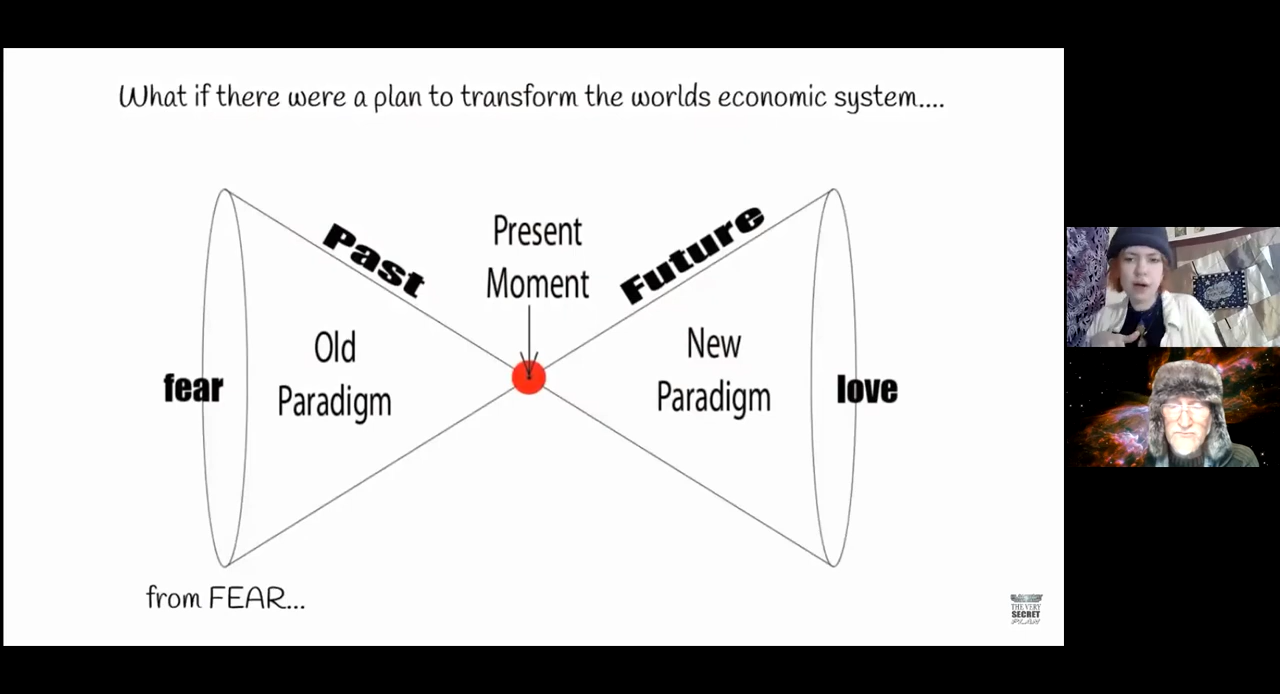 What if there were a plan to transform the worlds economic system....
Past
Present
Moment
Future
Old
Paradigm
New
Paradigm
fear
love
from FEAR...
THE VERY
SECRET
PLAN